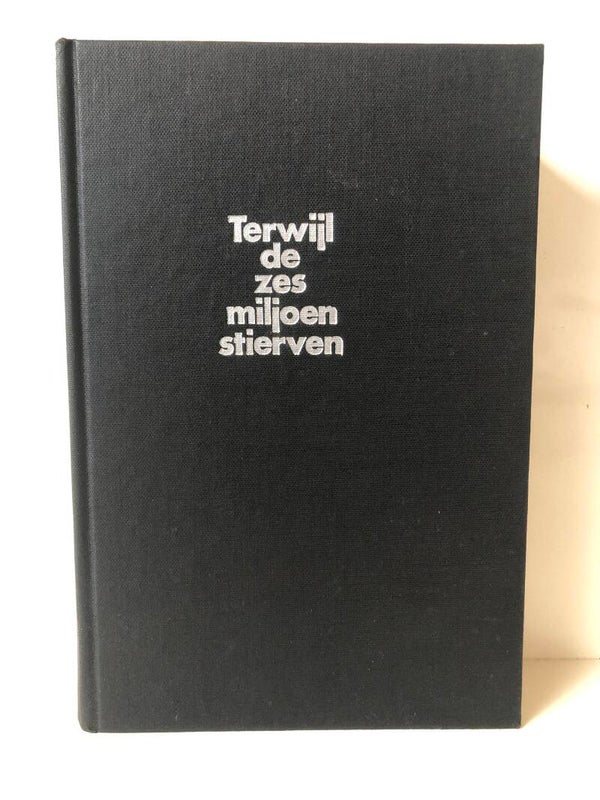 Terwijl
de
zes
miljoen
stierven